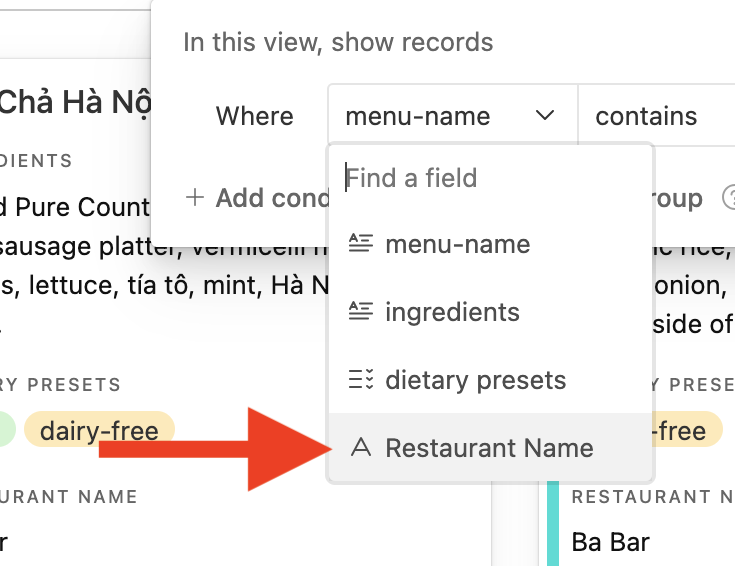 In this view, show records
Chả Hà Nộ
Where menu-name contains
DIENTS
Find a field
d Pure Count
+ Add cond
roup
sausage platter, vermicelli
menu-name
ic rice,
s, lettuce, tía tô, mint, Hà N
onion,
ingredients
side of
RY PRESETS
dietary presets
Y PRESE
dairy-free
-free
Restaurant Name
URANT NAME
RESTAURANT N
r
Ba Bar